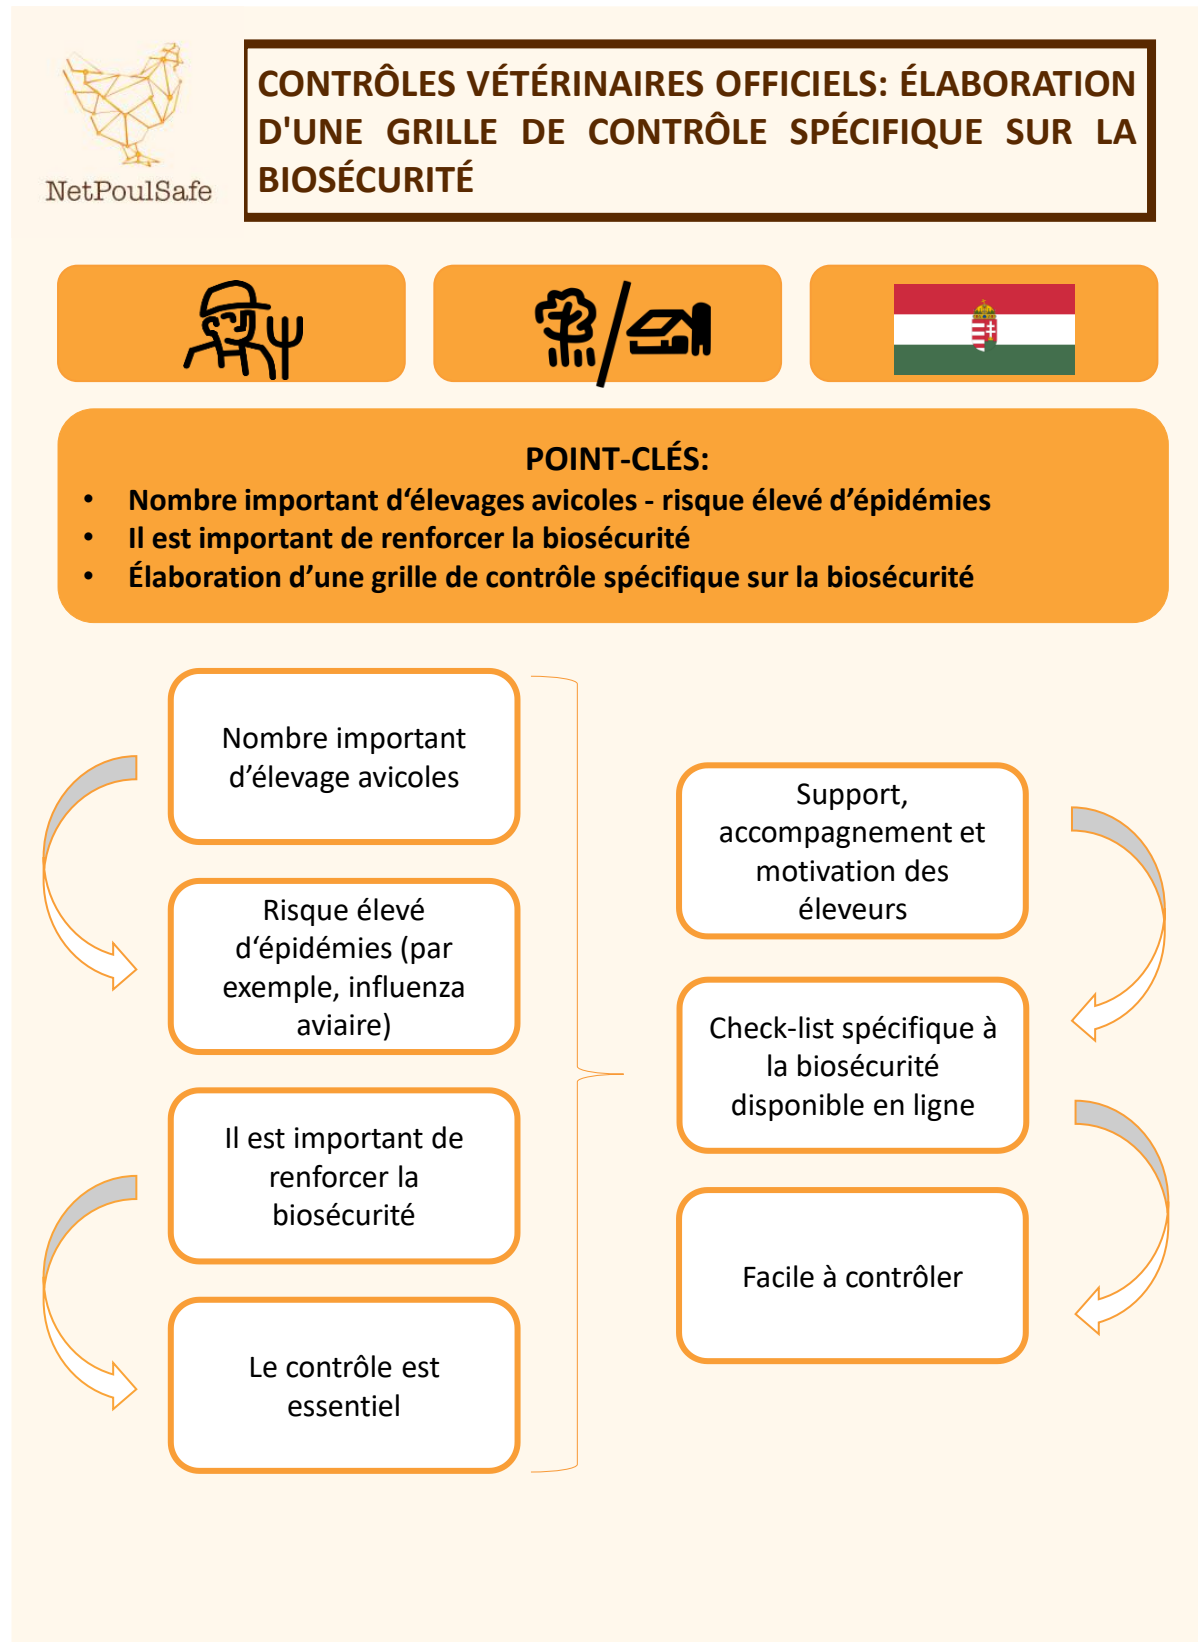 NetPoulSafe
CONTRÔLES VÉTÉRINAIRES OFFICIELS: ÉLABORATION
D'UNE GRILLE DE CONTRÔLE SPÉCIFIQUE SUR LA
BIOSÉCURITÉ
POINT-CLÉS:
• Nombre important d‘élevages avicoles - risque élevé d’épidémies
• Il est important de renforcer la biosécurité
• Élaboration d’une grille de contrôle spécifique sur la biosécurité
Nombre important
d’élevage avicoles
Risque élevé
d‘épidémies (par
exemple, influenza
aviaire)
Il est important de
renforcer la
biosécurité
Le contrôle est
essentiel
Support,
accompagnement et
motivation des
éleveurs
Check-list spécifique à
la biosécurité
disponible en ligne
Facile à contrôler